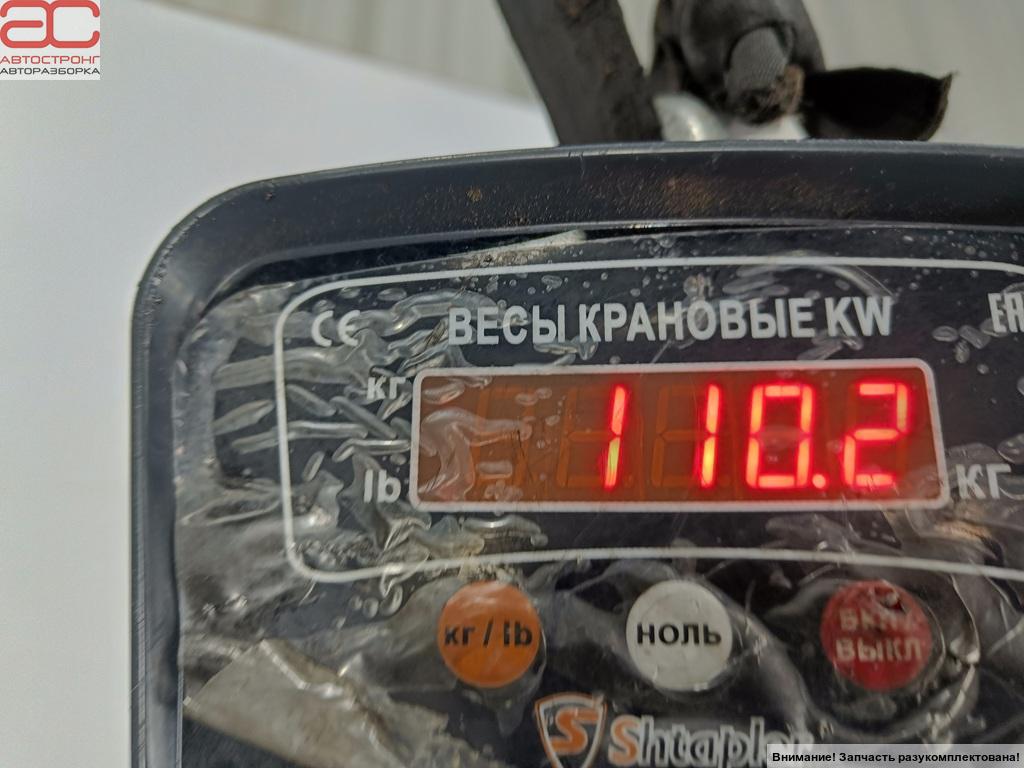 ac
АВТОСТРОНГ
АВТОРАЗБОРКА
CE
ВЕСЫ КРАНОВЫЕ KW
кг
110.2
lb
КГ
кг / lb
НОЛЬ
ВКЛ/
ВЫКЛ
S Shtapler
Внимание! Запчасть разукомплектована!